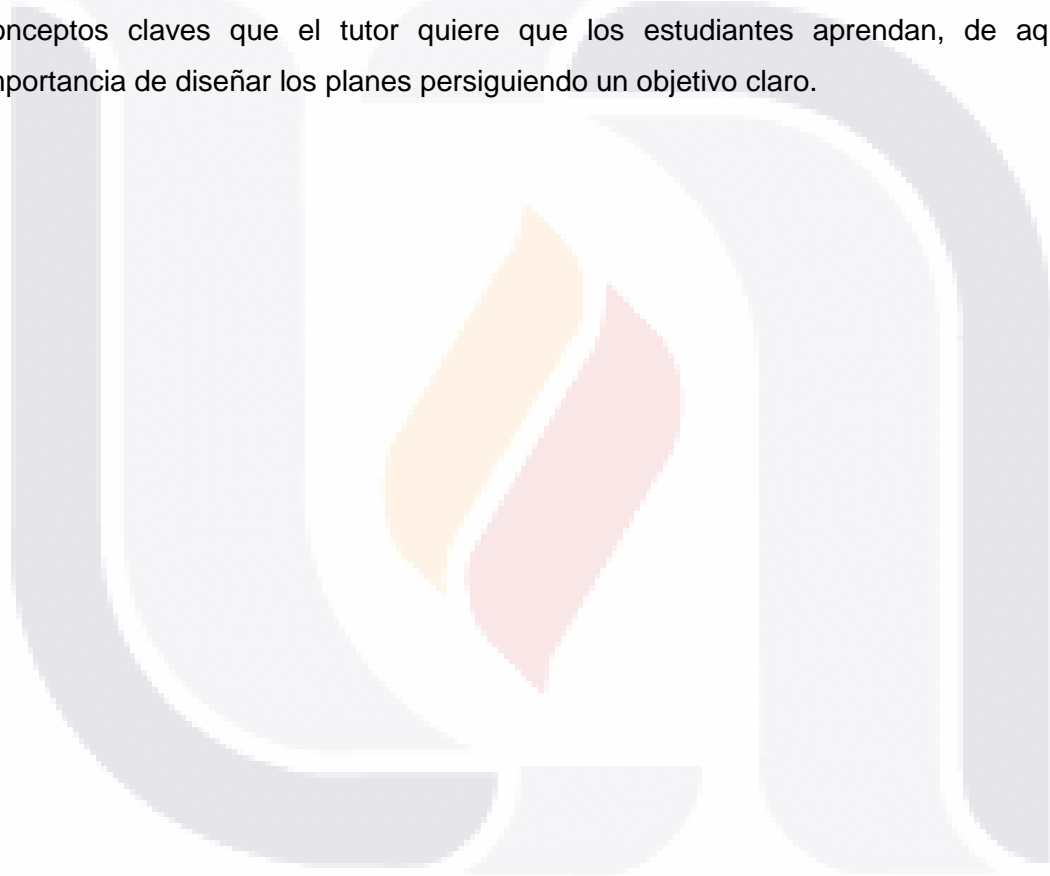 onceptos claves que el tutor quiere que los estudiantes aprendan, de aq
mportancia de diseñar los planes persiguiendo un objetivo claro.